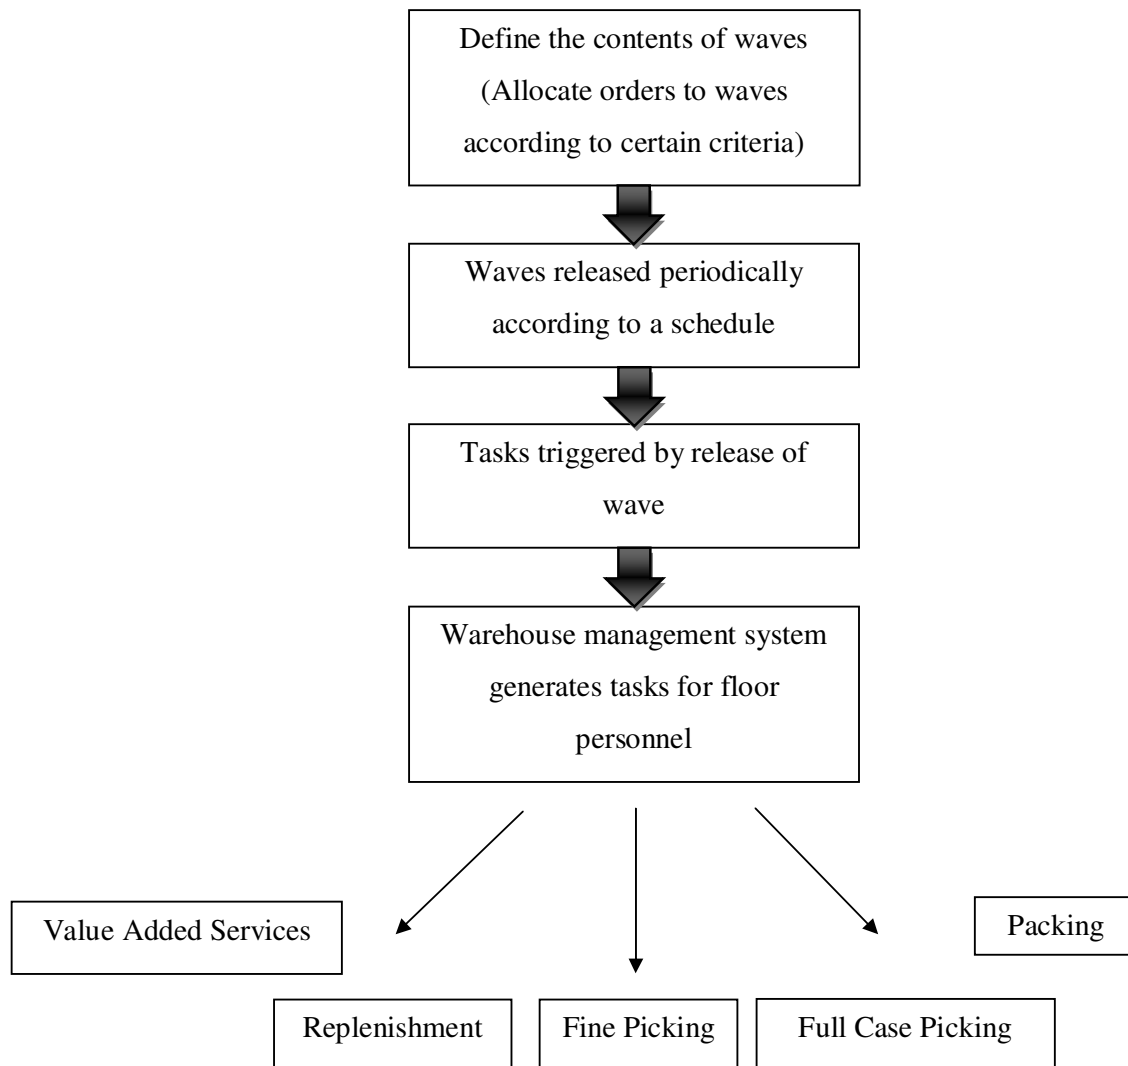 Define the contents of waves
(Allocate orders to waves
according to certain criteria)
Waves released periodically
according to a schedule
Tasks triggered by release of
wave
Warehouse management system
generates tasks for floor
personnel
Value Added Services
Packing
Replenishment
Fine Picking
Full Case Picking